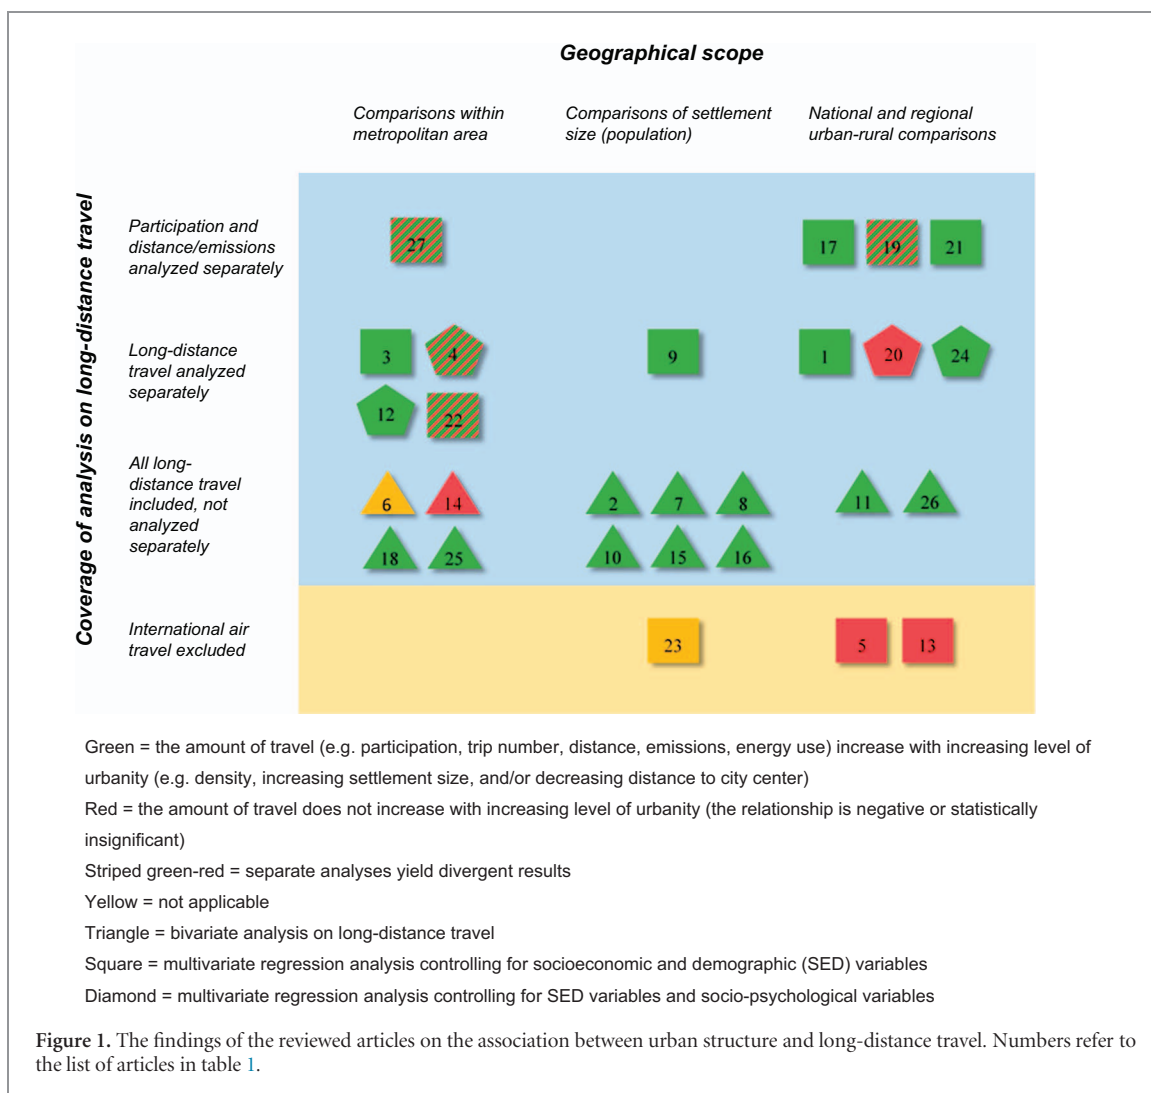 Geographical scope
Comparisons within
metropolitan area
Comparisons of settlement
size (population)
National and regional
urban-rural comparisons
Coverage of analysis on long-distance travel
Participation and
distance/emissions
analyzed separately
27
17 19 21
Long-distance
travel analyzed
separately
3 4
9
1 20 24
12 22
All long-
distance travel
included, not
analyzed
separately
6 14
2 7 8
11 26
18 25
10 15 16
International air
travel excluded
23
5 13
Green = the amount of travel (e.g. participation, trip number, distance, emissions, energy use) increase with increasing level of
urbanity (e.g. density, increasing settlement size, and/or decreasing distance to city center)
Red = the amount of travel does not increase with increasing level of urbanity (the relationship is negative or statistically
insignificant)
Striped green-red = separate analyses yield divergent results
Yellow = not applicable
Triangle = bivariate analysis on long-distance travel
Square = multivariate regression analysis controlling for socioeconomic and demographic (SED) variables
Diamond = multivariate regression analysis controlling for SED variables and socio-psychological variables
Figure 1. The findings of the reviewed articles on the association between urban structure and long-distance travel. Numbers refer to
the list of articles in table 1.